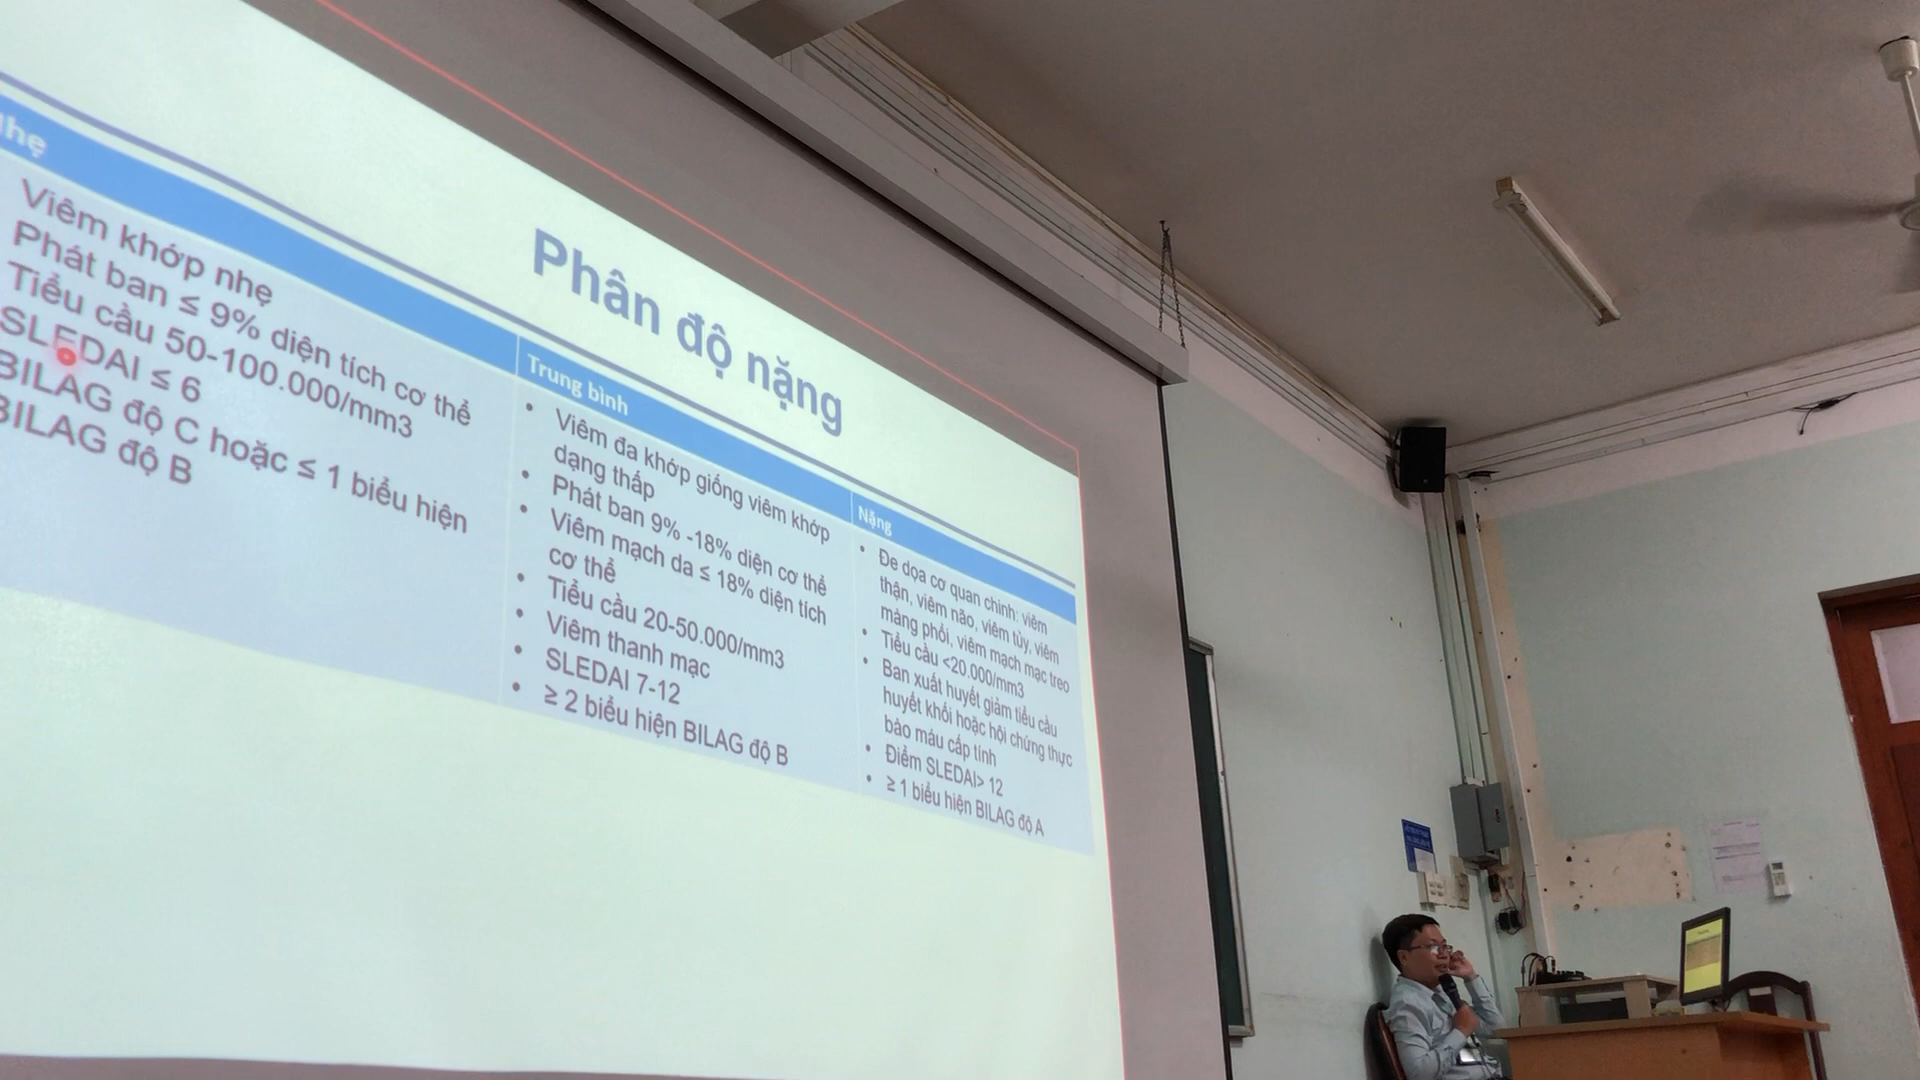 Phân độ nặng
Nhẹ
Viêm khớp nhẹ
Phát ban ≤ 9% diện tích cơ thể
Tiểu cầu 50-100.000/mm3
SLEDAI ≤ 6
BILAG độ C hoặc ≤ 1 biểu hiện
BILAG độ B
Trung bình
• Viêm đa khớp giống viêm khớp
dạng thấp
• Phát ban 9% -18% diện cơ thể
• Viêm mạch da ≤ 18% diện tích
cơ thể
• Tiểu cầu 20-50.000/mm3
• Viêm thanh mạc
• SLEDAI 7-12
• ≥ 2 biểu hiện BILAG độ B
Nặng
• Đe dọa cơ quan chình: viêm
thận, viêm não, viêm tủy, viêm
màng phổi, viêm mạch mạc treo
• Tiểu cầu <20.000/mm3
• Ban xuất huyết giảm tiểu cầu
huyết khối hoặc hội chứng thực
bào máu cấp tính
• Điểm SLEDAI> 12
• ≥ 1 biểu hiện BILAG độ A